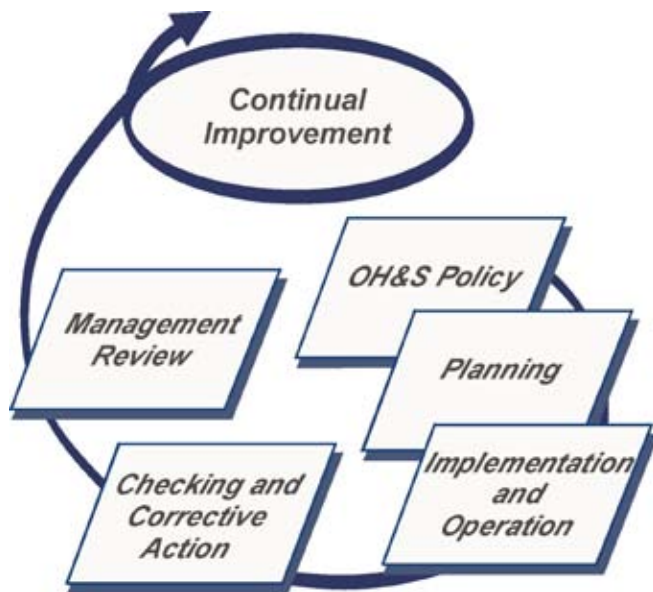 Continual
Improvement
OH&S Policy
Planning
Implementation
and
Operation
Checking and
Corrective
Action
Management
Review